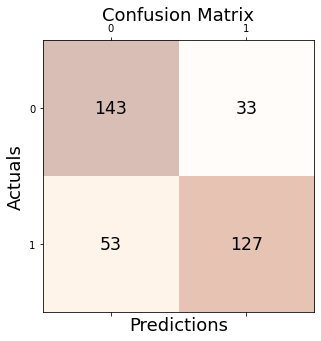 Confusion Matrix
0 1
0 143 33
Actuals
1 53 127
Predictions